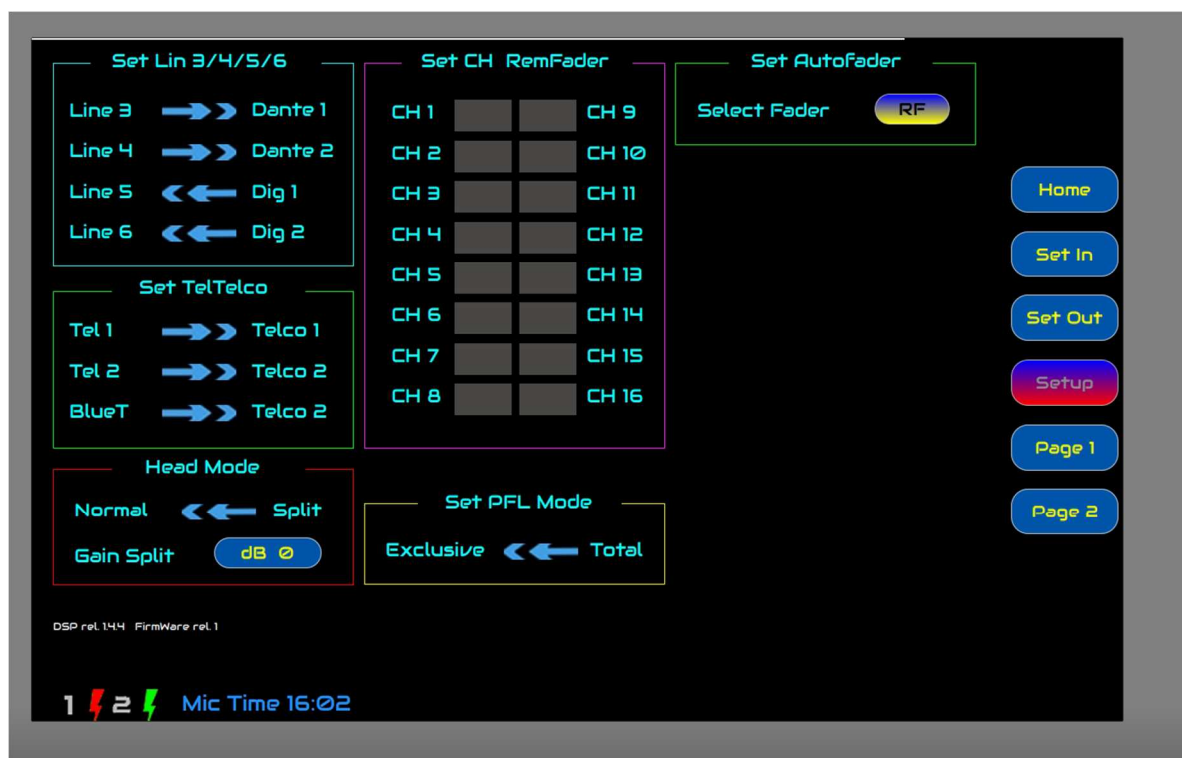 Set Lin 3/4/5/6
Line 3 Dante 1
Line 4 Dante 2
Line 5 Dig 1
Line 6 Dig 2
Set TelTelco
Tel 1 Telco 1
Tel 2 Telco 2
BlueT Telco 2
Head Mode
Normal Split
Gain Split dB 0
Set CH RemFader
CH 1 CH 9
CH 2 CH 10
CH 3 CH 11
CH 4 CH 12
CH 5 CH 13
CH 6 CH 14
CH 7 CH 15
CH 8 CH 16
Set PFL Mode
Exclusive Total
Set Autofader
Select Fader RF
Home
Set In
Set Out
Setup
Page 1
Page 2
DSP rel. 1.4.4 FirmWare rel. 1
1 2 Mic Time 16:02